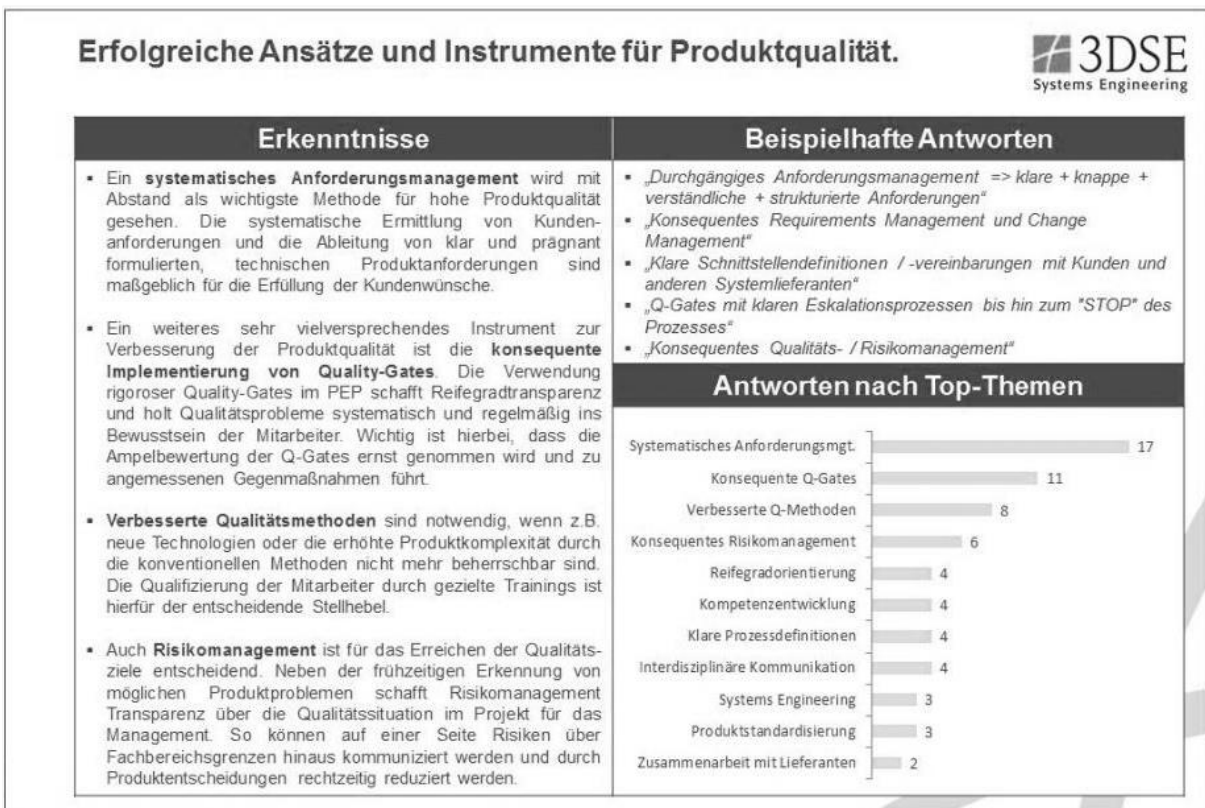 Erfolgreiche Ansätze und Instrumente für Produktqualität.
3DSE
Systems Engineering
Erkenntnisse
▪ Ein systematisches Anforderungsmanagement wird mit
Abstand als wichtigste Methode für hohe Produktqualität
gesehen. Die systematische Ermittlung von Kunden-
anforderungen und die Ableitung von klar und prägnant
formulierten, technischen Produktanforderungen sind
maßgeblich für die Erfüllung der Kundenwünsche.
▪ Ein weiteres sehr vielversprechendes Instrument zur
Verbesserung der Produktqualität ist die konsequente
Implementierung von Quality-Gates. Die Verwendung
rigoroser Quality-Gates im PEP schafft Reifegradtransparenz
und holt Qualitätsprobleme systematisch und regelmäßig ins
Bewusstsein der Mitarbeiter. Wichtig ist hierbei, dass die
Ampelbewertung der Q-Gates ernst genommen wird und zu
angemessenen Gegenmaßnahmen führt.
▪ Verbesserte Qualitätsmethoden sind notwendig, wenn z.B.
neue Technologien oder die erhöhte Produktkomplexität durch
die konventionellen Methoden nicht mehr beherrschbar sind.
Die Qualifizierung der Mitarbeiter durch gezielte Trainings ist
hierfür der entscheidende Stellhebel.
▪ Auch Risikomanagement ist für das Erreichen der Qualitäts-
ziele entscheidend. Neben der frühzeitigen Erkennung von
möglichen Produktproblemen schafft Risikomanagement
Transparenz über die Qualitätssituation im Projekt für das
Management. So können auf einer Seite Risiken über
Fachbereichsgrenzen hinaus kommuniziert werden und durch
Produktentscheidungen rechtzeitig reduziert werden.
Beispielhafte Antworten
▪ „Durchgängiges Anforderungsmanagement => klare + knappe +
verständliche + strukturierte Anforderungen“
▪ „Konsequentes Requirements Management und Change
Management“
▪ „Klare Schnittstellendefinitionen / -vereinbarungen mit Kunden und
anderen Systemlieferanten“
▪ „Q-Gates mit klaren Eskalationsprozessen bis hin zum "STOP" des
Prozesses“
▪ „Konsequentes Qualitäts- / Risikomanagement“
Antworten nach Top-Themen
Systematisches Anforderungsmgt. 17
Konsequente Q-Gates 11
Verbesserte Q-Methoden 8
Konsequentes Risikomanagement 6
Reifegradorientierung 4
Kompetenzentwicklung 4
Klare Prozessdefinitionen 4
Interdisziplinäre Kommunikation 4
Systems Engineering 3
Produktstandardisierung 3
Zusammenarbeit mit Lieferanten 2